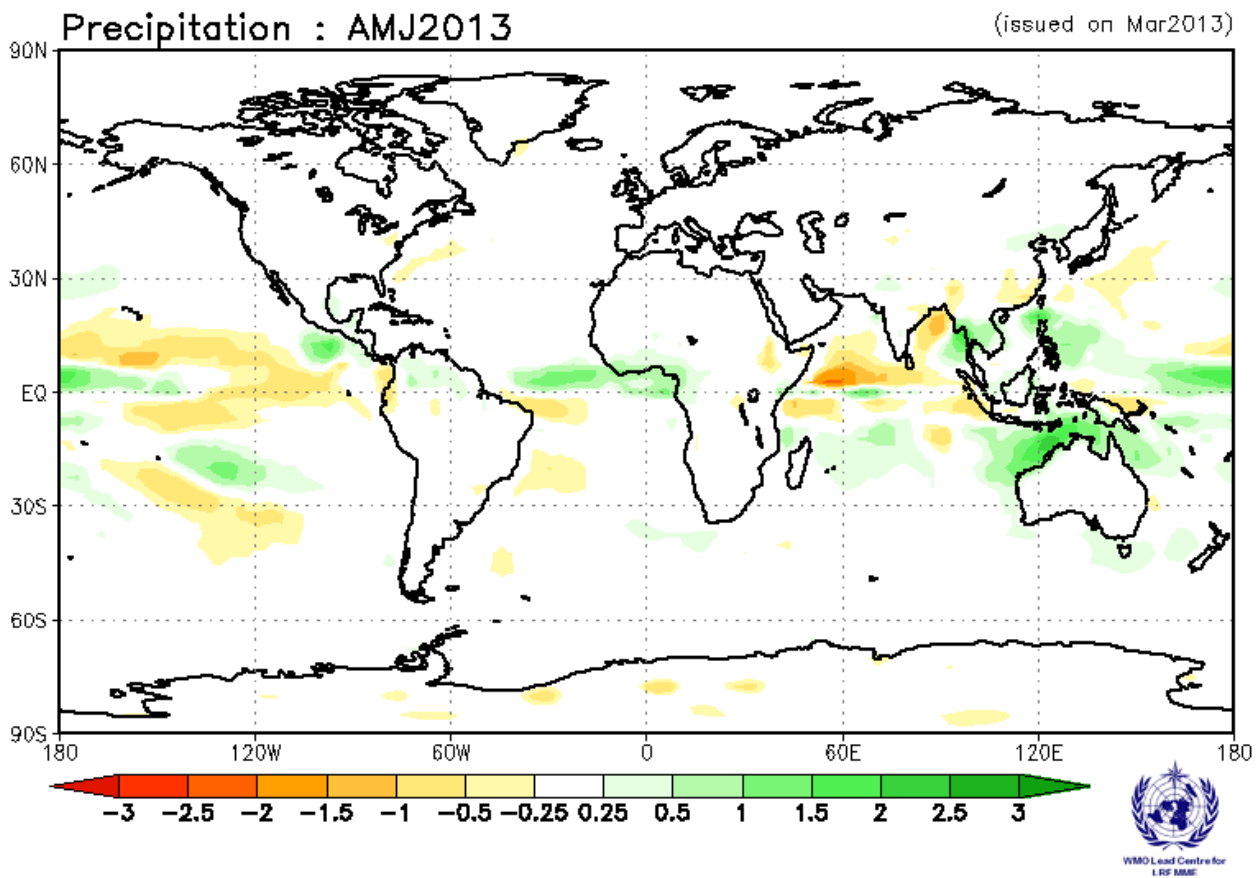 Precipitation : AMJ2013
(issued on Mar2013)
90N
60N
30N
EQ
30S
60S
90S
180 120W 60W 0 60E 120E 180
-3 -2.5 -2 -1.5 -1 -0.5 -0.25 0.25 0.5 1 1.5 2 2.5 3
WMO Lead Centre for
LRF MME